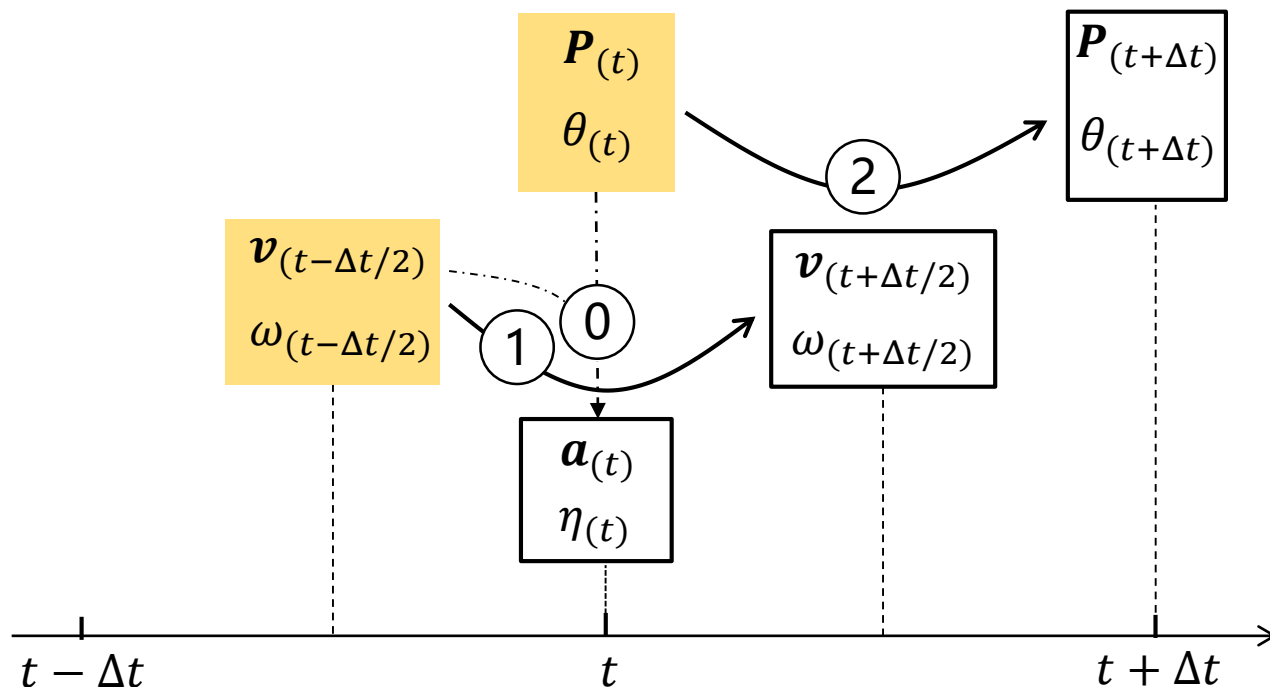 P(t)
θ(t)
P(t+Δt)
θ(t+Δt)
2
v(t−Δt/2)
ω(t−Δt/2)
0
1
v(t+Δt/2)
ω(t+Δt/2)
a(t)
η(t)
t − Δt
t
t + Δt